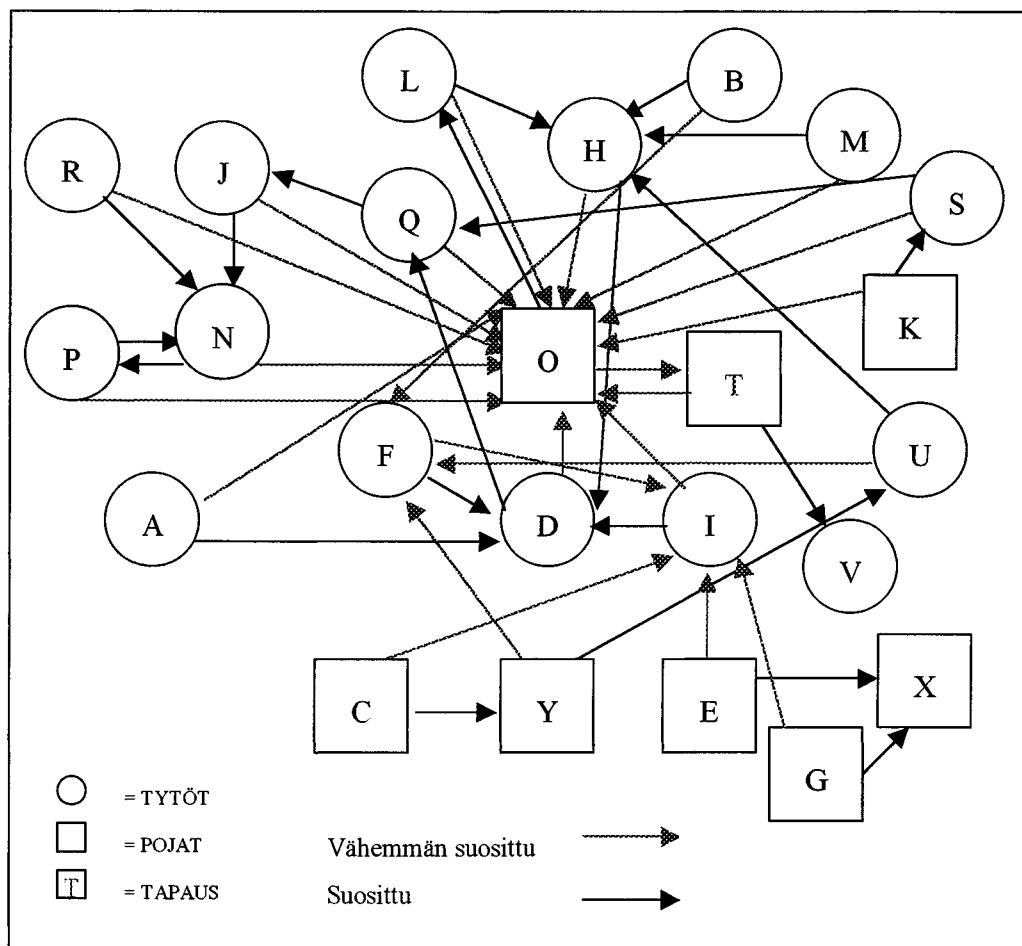 L
B
H
M
R
J
Q
S
K
N
P
O
T
F
U
A
D
I
V
C
Y
E
X
G
= TYTÖT
= POJAT
Vähemmän suosittu
T = TAPAUS
Suosittu